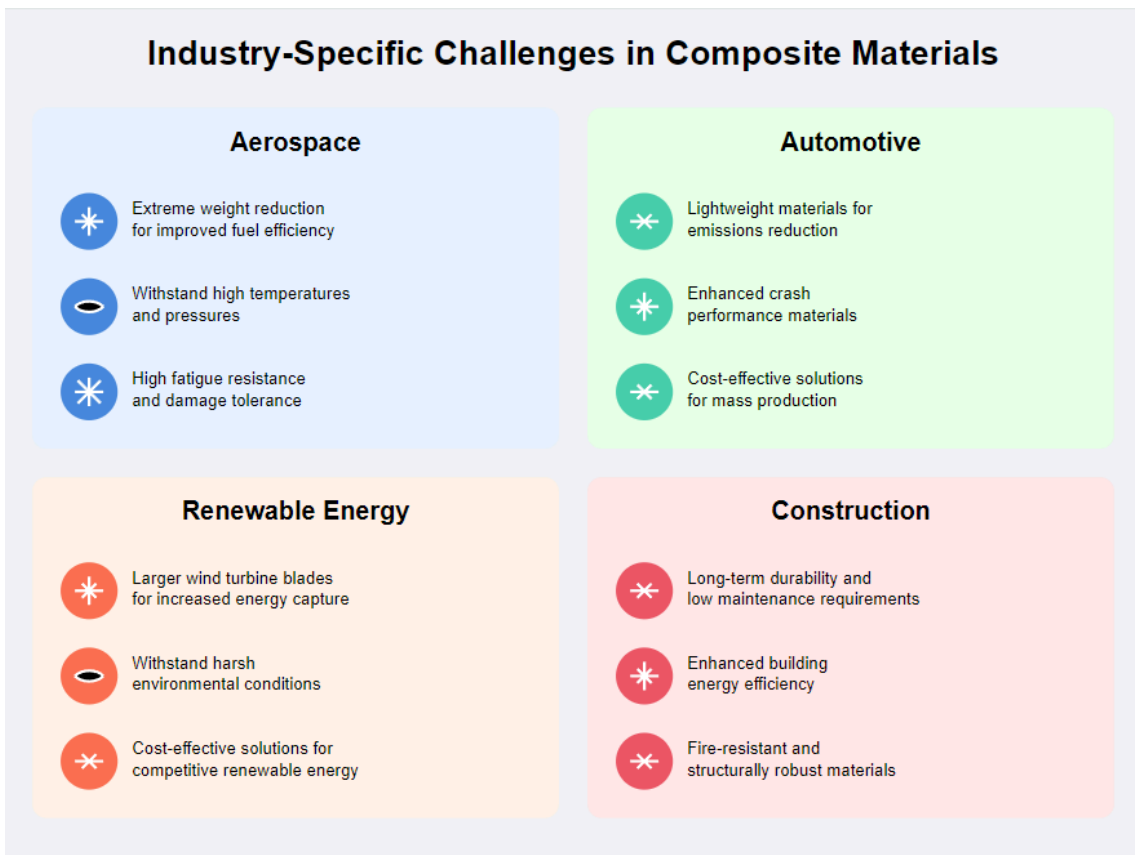 Industry-Specific Challenges in Composite Materials
Aerospace
Extreme weight reduction
for improved fuel efficiency
Withstand high temperatures
and pressures
High fatigue resistance
and damage tolerance
Automotive
Lightweight materials for
emissions reduction
Enhanced crash
performance materials
Cost-effective solutions
for mass production
Renewable Energy
Larger wind turbine blades
for increased energy capture
Withstand harsh
environmental conditions
Cost-effective solutions for
competitive renewable energy
Construction
Long-term durability and
low maintenance requirements
Enhanced building
energy efficiency
Fire-resistant and
structurally robust materials